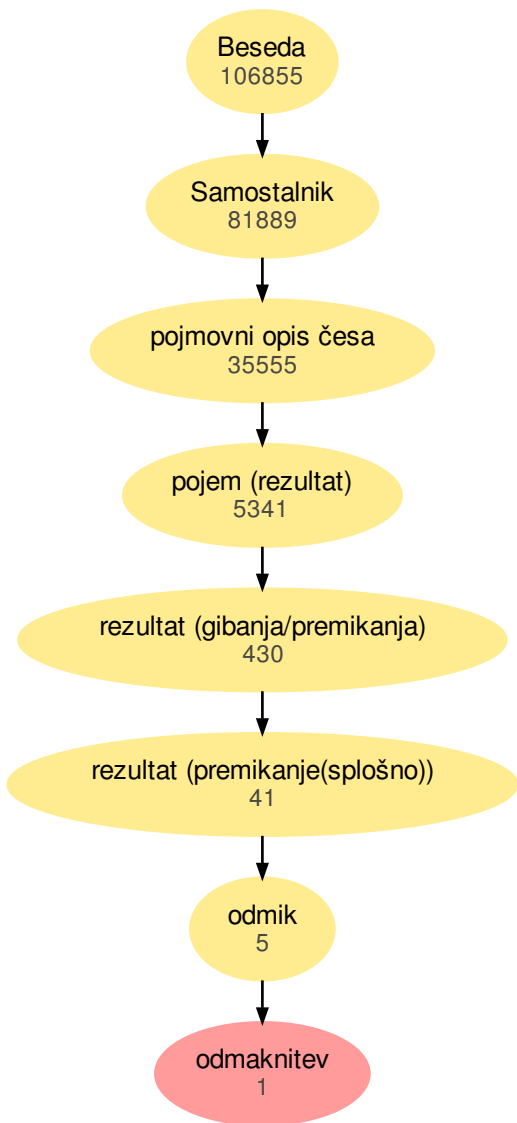 Beseda
106855
Samostalnik
81889
pojmovni opis česa
35555
pojem (rezultat)
5341
rezultat (gibanja/premikanja)
430
rezultat (premikanje(splošno))
41
odmik
5
odmaknitev
1